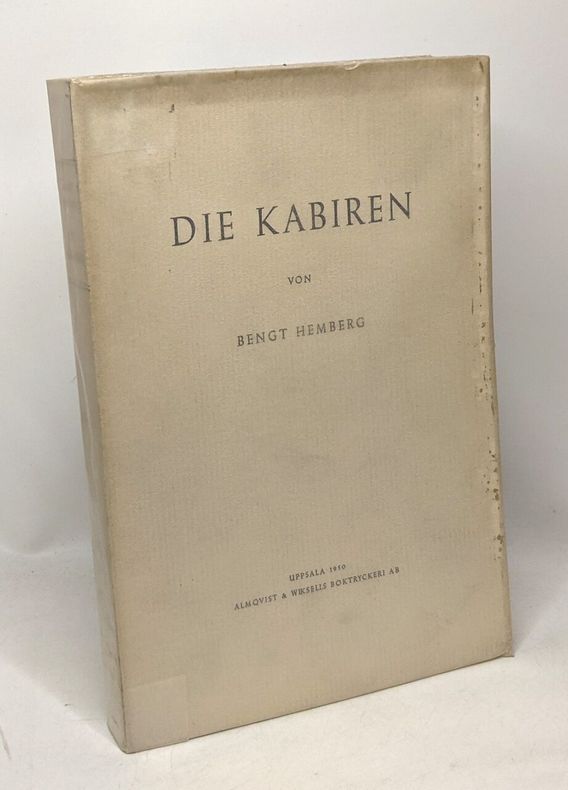 DIE KABIREN
VON
BENGT HEMBERG
UPPSALA 1950
ALMQVIST & WIKSELLS BOKTRYCKERI AB